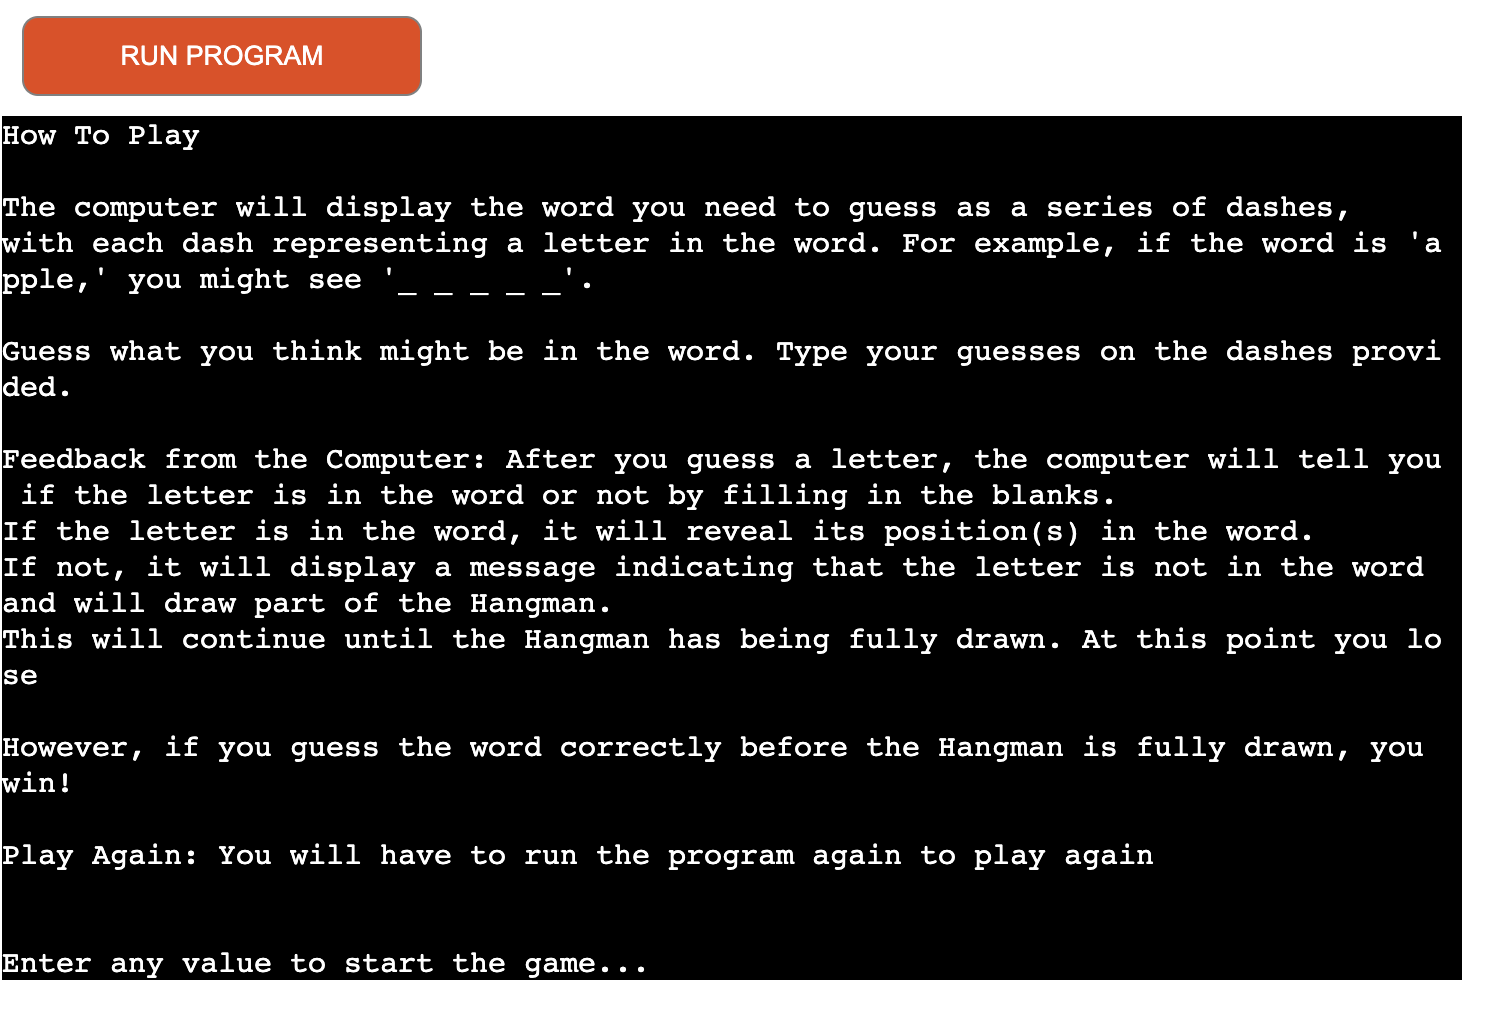 RUN PROGRAM
How To Play
The computer will display the word you need to guess as a series of dashes,
with each dash representing a letter in the word. For example, if the word is 'a
pple,' you might see '_ _ _ _ _'.
Guess what you think might be in the word. Type your guesses on the dashes provi
ded.
Feedback from the Computer: After you guess a letter, the computer will tell you
 if the letter is in the word or not by filling in the blanks.
If the letter is in the word, it will reveal its position(s) in the word.
If not, it will display a message indicating that the letter is not in the word
and will draw part of the Hangman.
This will continue until the Hangman has being fully drawn. At this point you lo
se
However, if you guess the word correctly before the Hangman is fully drawn, you
win!
Play Again: You will have to run the program again to play again
Enter any value to start the game...